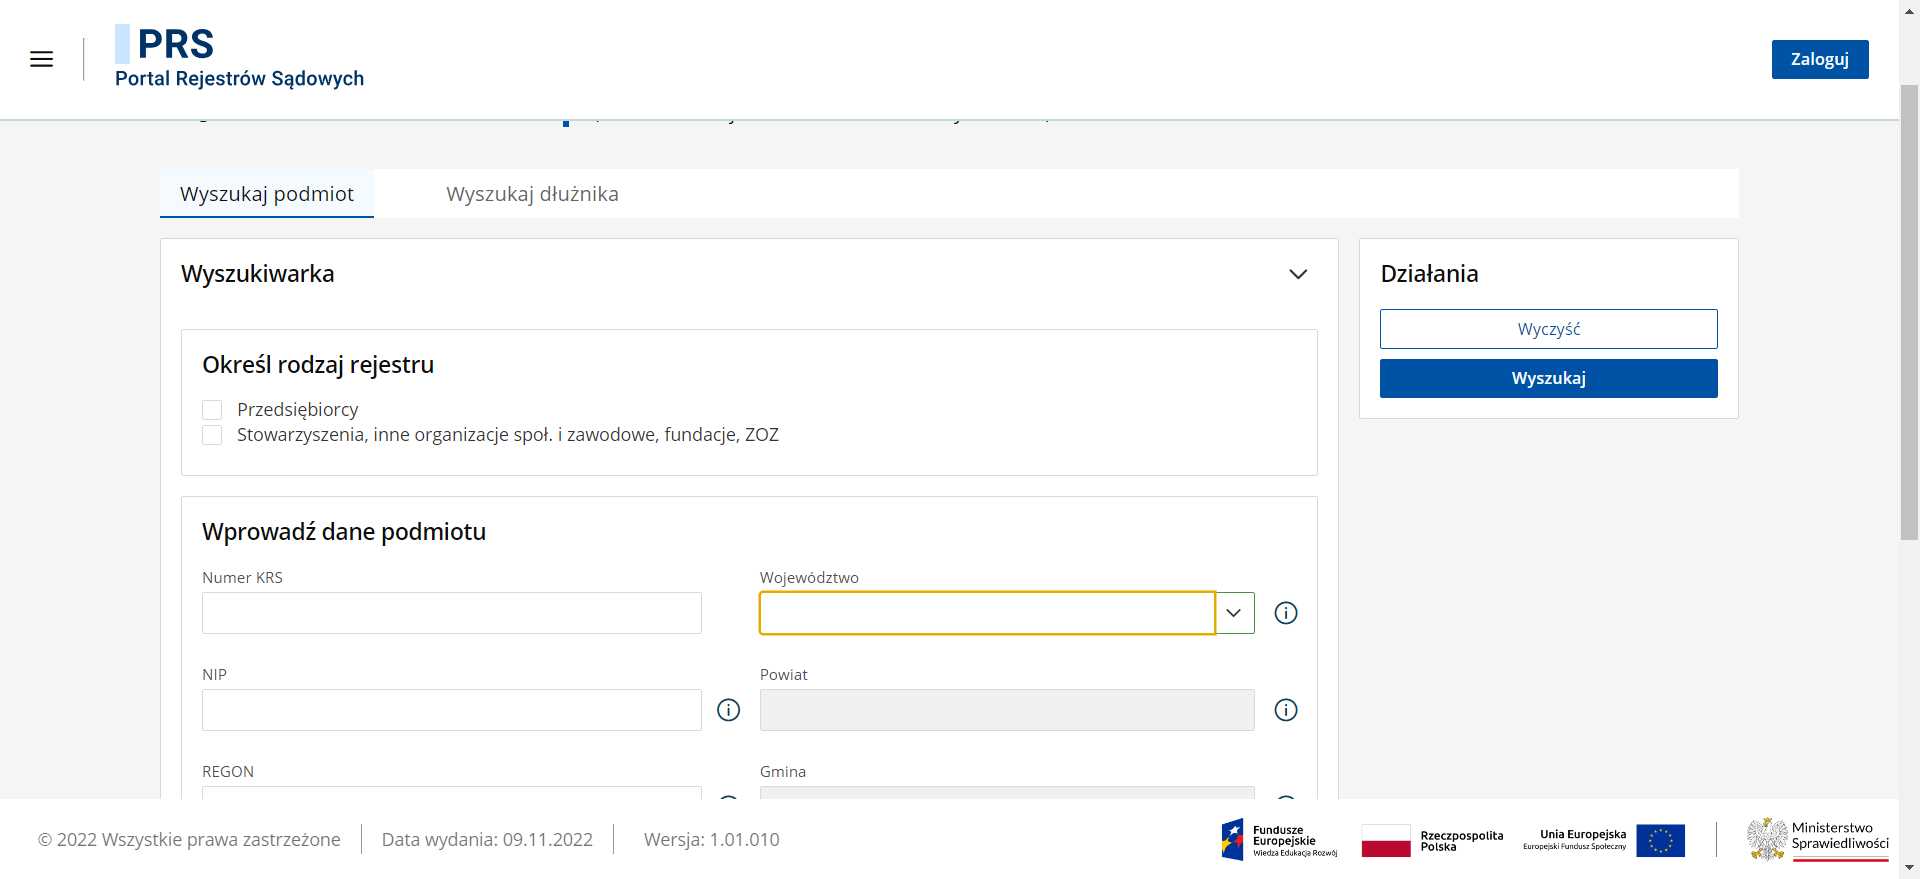 PRS
Portal Rejestrów Sądowych
Zaloguj
Wyszukaj podmiot
Wyszukaj dłużnika
Wyszukiwarka
Działania
Wyczyść
Wyszukaj
Określ rodzaj rejestru
Przedsiębiorcy
Stowarzyszenia, inne organizacje społ. i zawodowe, fundacje, ZOZ
Wprowadź dane podmiotu
Numer KRS
Województwo
NIP
Powiat
REGON
Gmina
© 2022 Wszystkie prawa zastrzeżone
Data wydania: 09.11.2022
Wersja: 1.01.010
Fundusze
Europejskie
Wiedza Edukacja Rozwój
Rzeczpospolita
Polska
Unia Europejska
Europejski Fundusz Społeczny
Ministerstwo
Sprawiedliwości